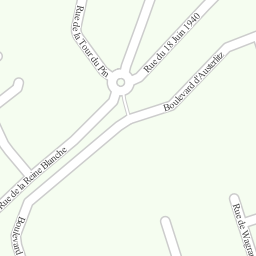 Rue de la Tour du Pin
Rue du 18 Juin 1940
Boulevard d'Austerlitz
Rue de la Reine Blanche
Rue de Wagram
Boulevard